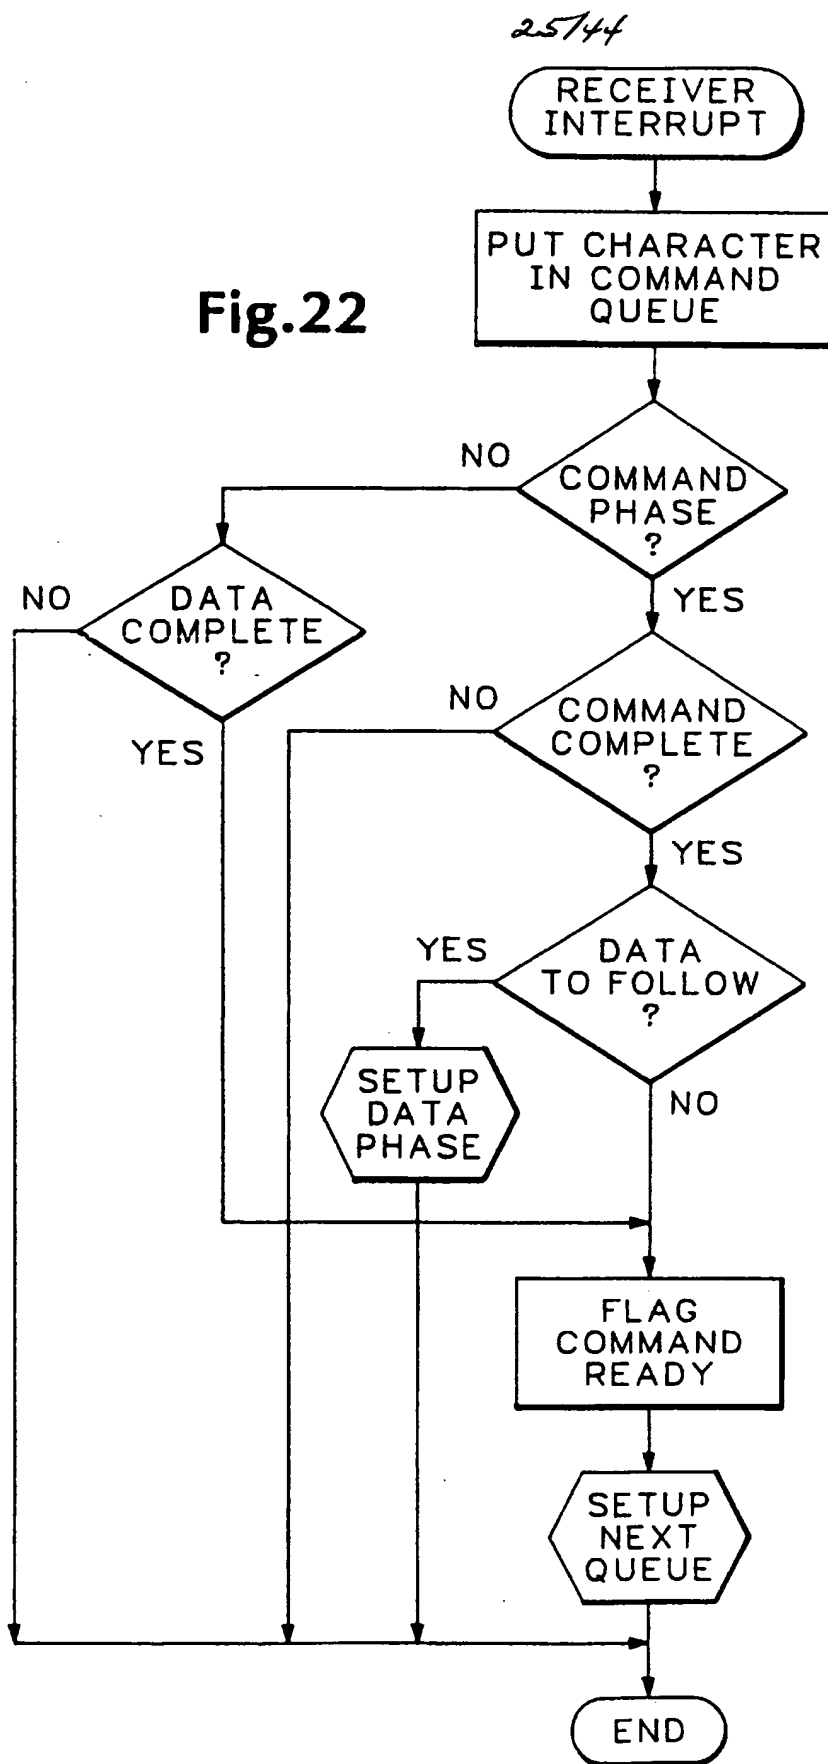 25/44
RECEIVER
INTERRUPT
PUT CHARACTER
IN COMMAND
QUEUE
Fig.22
NO
COMMAND
PHASE
?
YES
NO
DATA
COMPLETE
?
YES
NO
COMMAND
COMPLETE
?
YES
YES
DATA
TO FOLLOW
?
NO
SETUP
DATA
PHASE
FLAG
COMMAND
READY
SETUP
NEXT
QUEUE
END